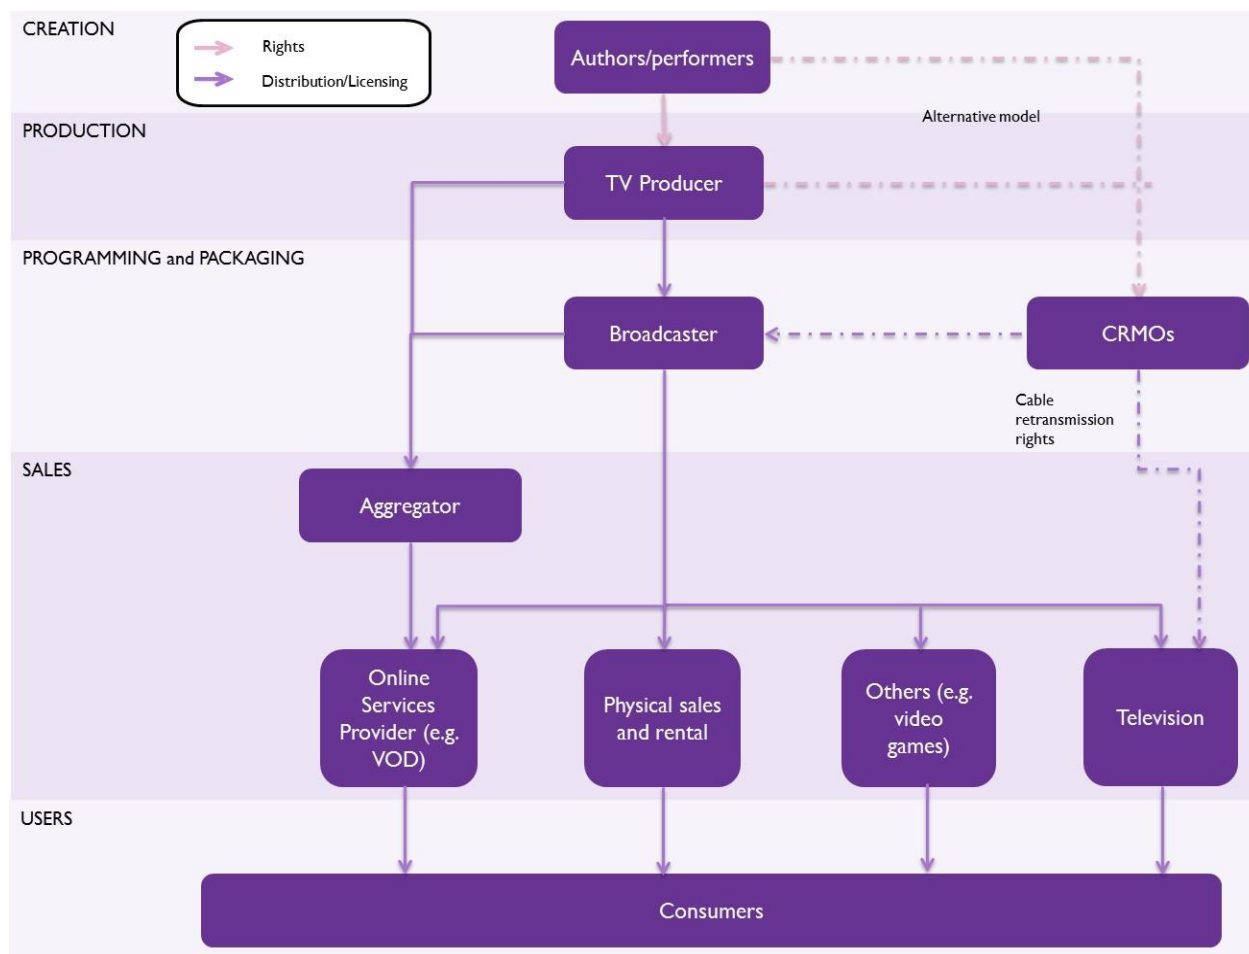 CREATION
Rights
Distribution/Licensing
Authors/performers
Alternative model
PRODUCTION
TV Producer
PROGRAMMING and PACKAGING
Broadcaster
CRMOs
Cable
retransmission
rights
SALES
Aggregator
Online
Services
Provider (e.g.
VOD)
Physical sales
and rental
Others (e.g.
video
games)
Television
USERS
Consumers